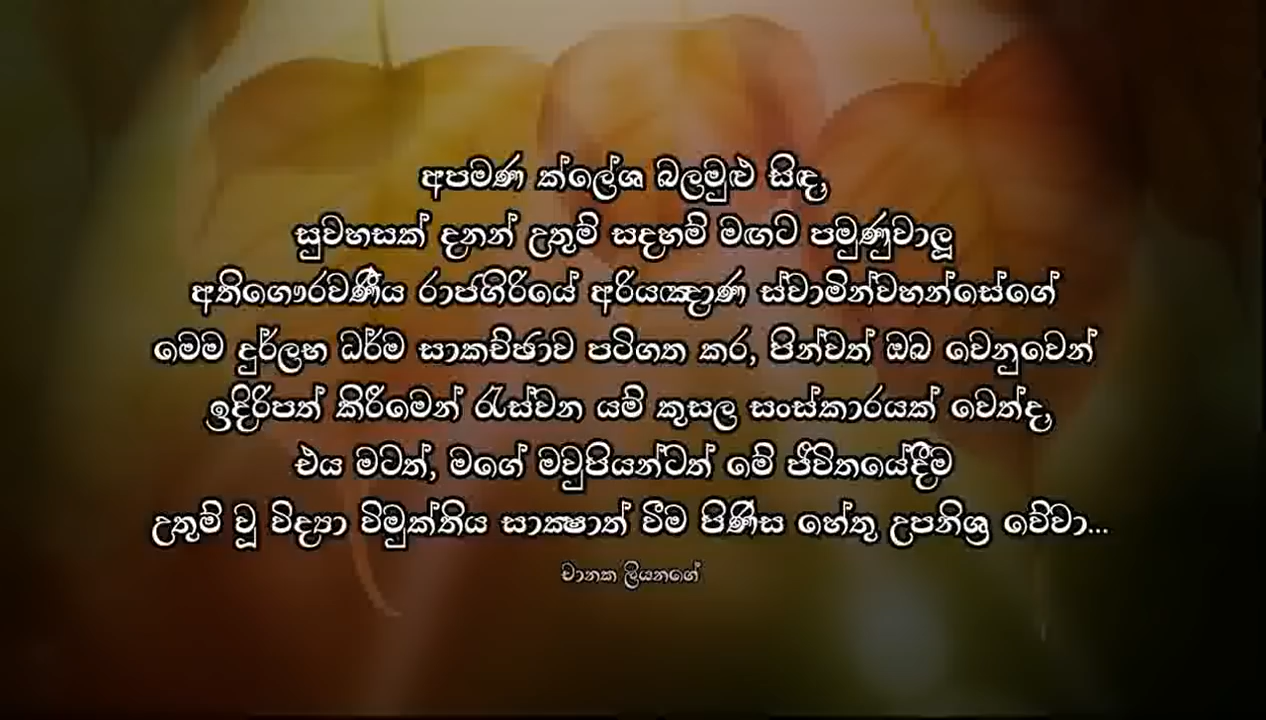 අපමණ ක්ලේශ බලමුළු සිඳ,
සුවහසක් දනන් උතුම් සදහම් මඟට පමුණුවාලූ
අතිගෞරවණීය රාජගිරියේ අරියඤාණ ස්වාමින්වහන්සේගේ
මෙම දුර්ලභ ධර්ම සාකච්ඡාව පටිගත කර, පින්වත් ඔබ වෙනුවෙන්
ඉදිරිපත් කිරීමෙන් රැස්වන යම් කුසල සංස්කාරයක් වෙත්ද,
එය මටත්, මගේ මවුපියන්ටත් මේ ජීවිතයේදීම
උතුම් වූ විද්‍යා විමුක්තිය සාක්‍ෂාත් වීම පිණිස හේතු උපනිශ්‍ර වේවා...
චානක ලියනගේ